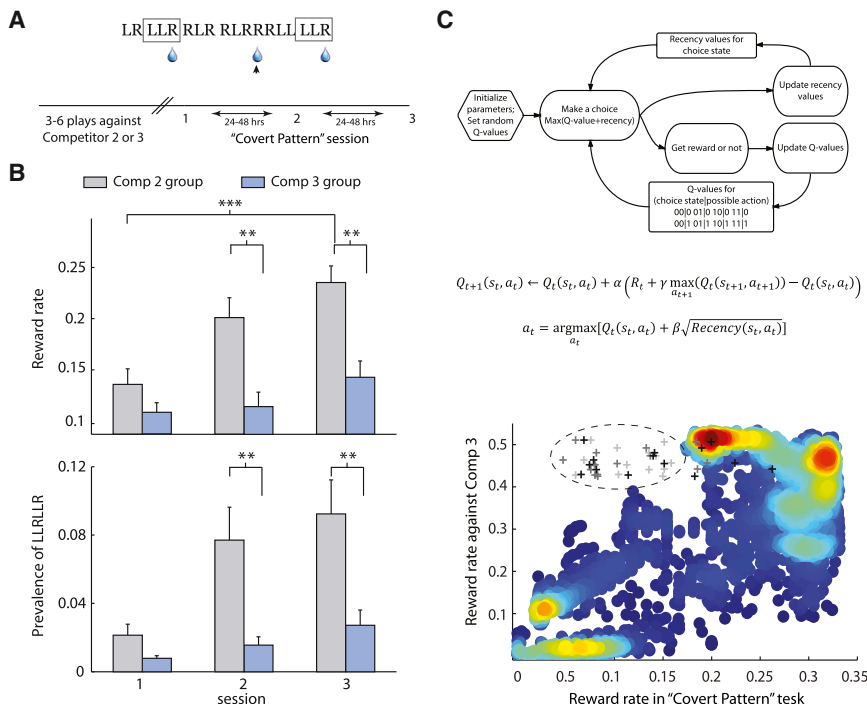 A
LR LLR RLR RLRRRLL LLR
3-6 plays against
Competitor 2 or 3
1
24-48 hrs
2
24-48 hrs
3
"Covert Pattern" session
B
Comp 2 group
Comp 3 group
***
**
**
Reward rate
0.25
0.2
0.15
0.1
**
**
Prevalence of LLRLLR
0.12
0.08
0.04
0
1
2
3
session
C
Recency values for
choice state
Initialize
parameters;
Set random
Q-values
Make a choice
Max(Q-value+recency)
Update recency
values
Get reward or not
Update Q-values
Q-values for
(choice state|possible action)
00|0 01|0 10|0 11|0
00|1 01|1 10|1 11|1
Q_{t+1}(s_t, a_t) ← Q_t(s_t, a_t) + α (R_t + γ max_{a_{t+1}}(Q_t(s_{t+1}, a_{t+1})) − Q_t(s_t, a_t))
a_t = argmax_{a_t}[Q_t(s_t, a_t) + β√Recency(s_t, a_t)]
Reward rate against Comp 3
0.5
0.4
0.3
0.2
0.1
0
0.05
0.1
0.15
0.2
0.25
0.3
0.35
Reward rate in "Covert Pattern" tesk